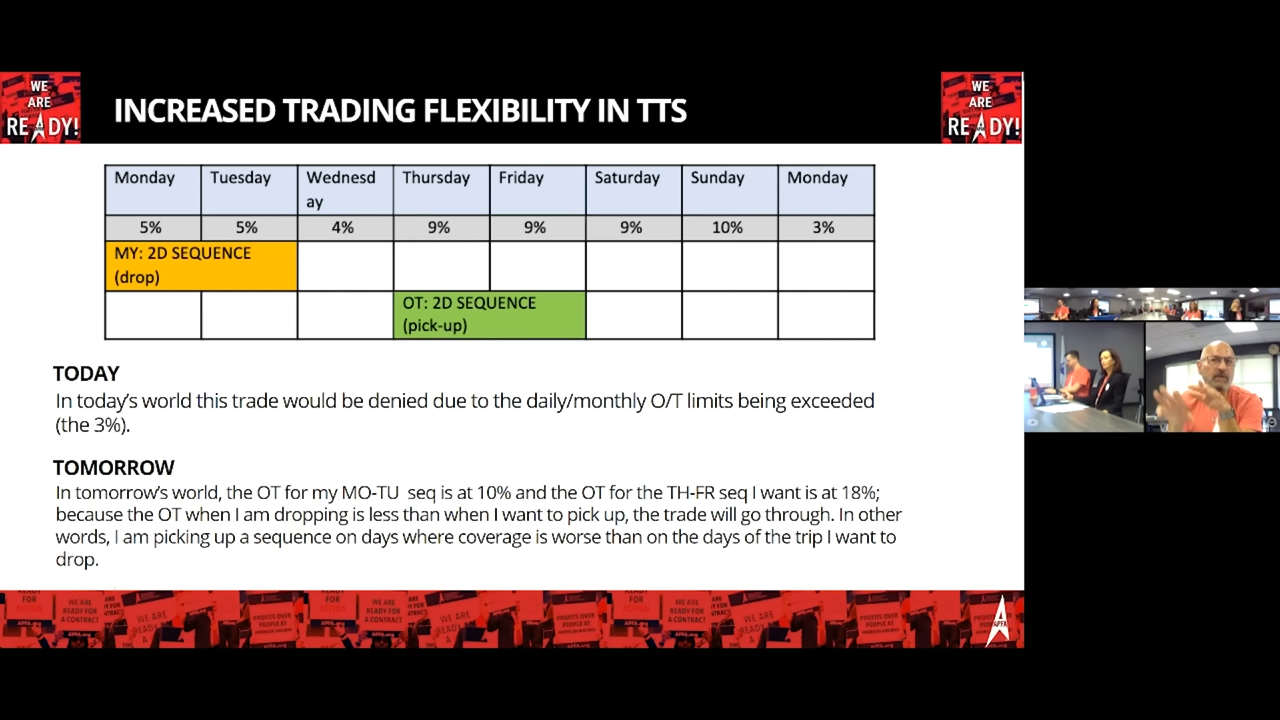 WE
ARE
READY!
INCREASED TRADING FLEXIBILITY IN TTS
WE
ARE
READY!
Monday Tuesday Wednesd Thursday Friday Saturday Sunday Monday
ay
5% 5% 4% 9% 9% 9% 10% 3%
MY: 2D SEQUENCE
(drop)
OT: 2D SEQUENCE
(pick-up)
TODAY
In today's world this trade would be denied due to the daily/monthly O/T limits being exceeded
(the 3%).
TOMORROW
In tomorrow's world, the OT for my MO-TU seq is at 10% and the OT for the TH-FR seq I want is at 18%;
because the OT when I am dropping is less than when I want to pick up, the trade will go through. In other
words, I am picking up a sequence on days where coverage is worse than on the days of the trip I want to
drop.
APFA